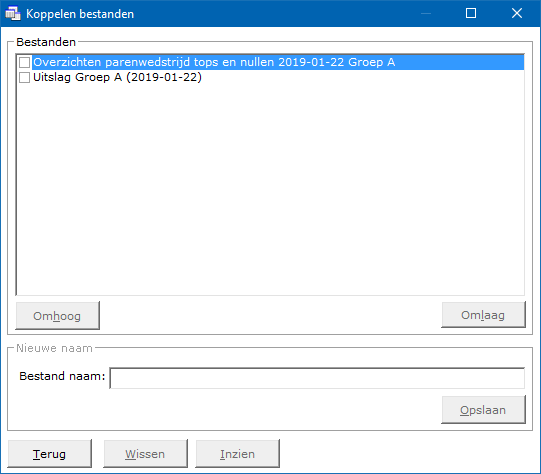 Koppelen bestanden
Bestanden
Overzichten parenwedstrijd tops en nullen 2019-01-22 Groep A
Uitslag Groep A (2019-01-22)
Omhoog Omlaag
Nieuwe naam
Bestand naam:
Opslaan
Terug Wissen Inzien